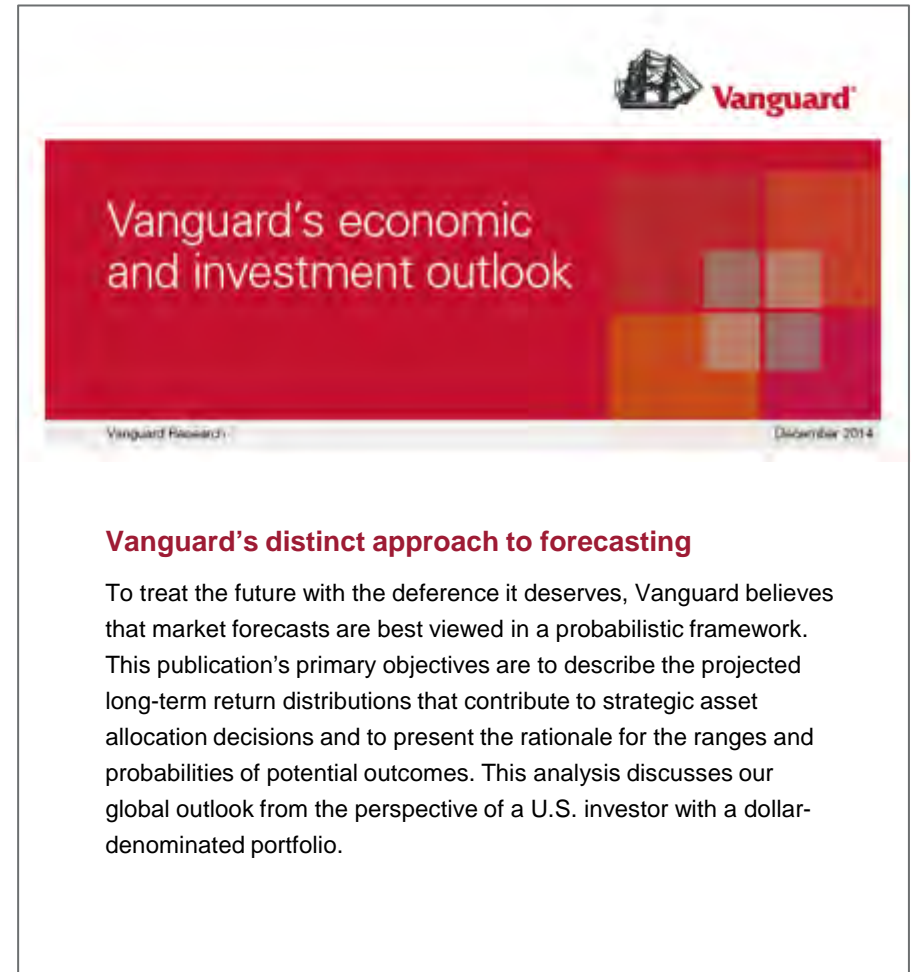 Vanguard®
Vanguard's economic
and investment outlook
Vanguard Research
December 2014
Vanguard's distinct approach to forecasting
To treat the future with the deference it deserves, Vanguard believes
that market forecasts are best viewed in a probabilistic framework.
This publication's primary objectives are to describe the projected
long-term return distributions that contribute to strategic asset
allocation decisions and to present the rationale for the ranges and
probabilities of potential outcomes. This analysis discusses our
global outlook from the perspective of a U.S. investor with a dollar-
denominated portfolio.